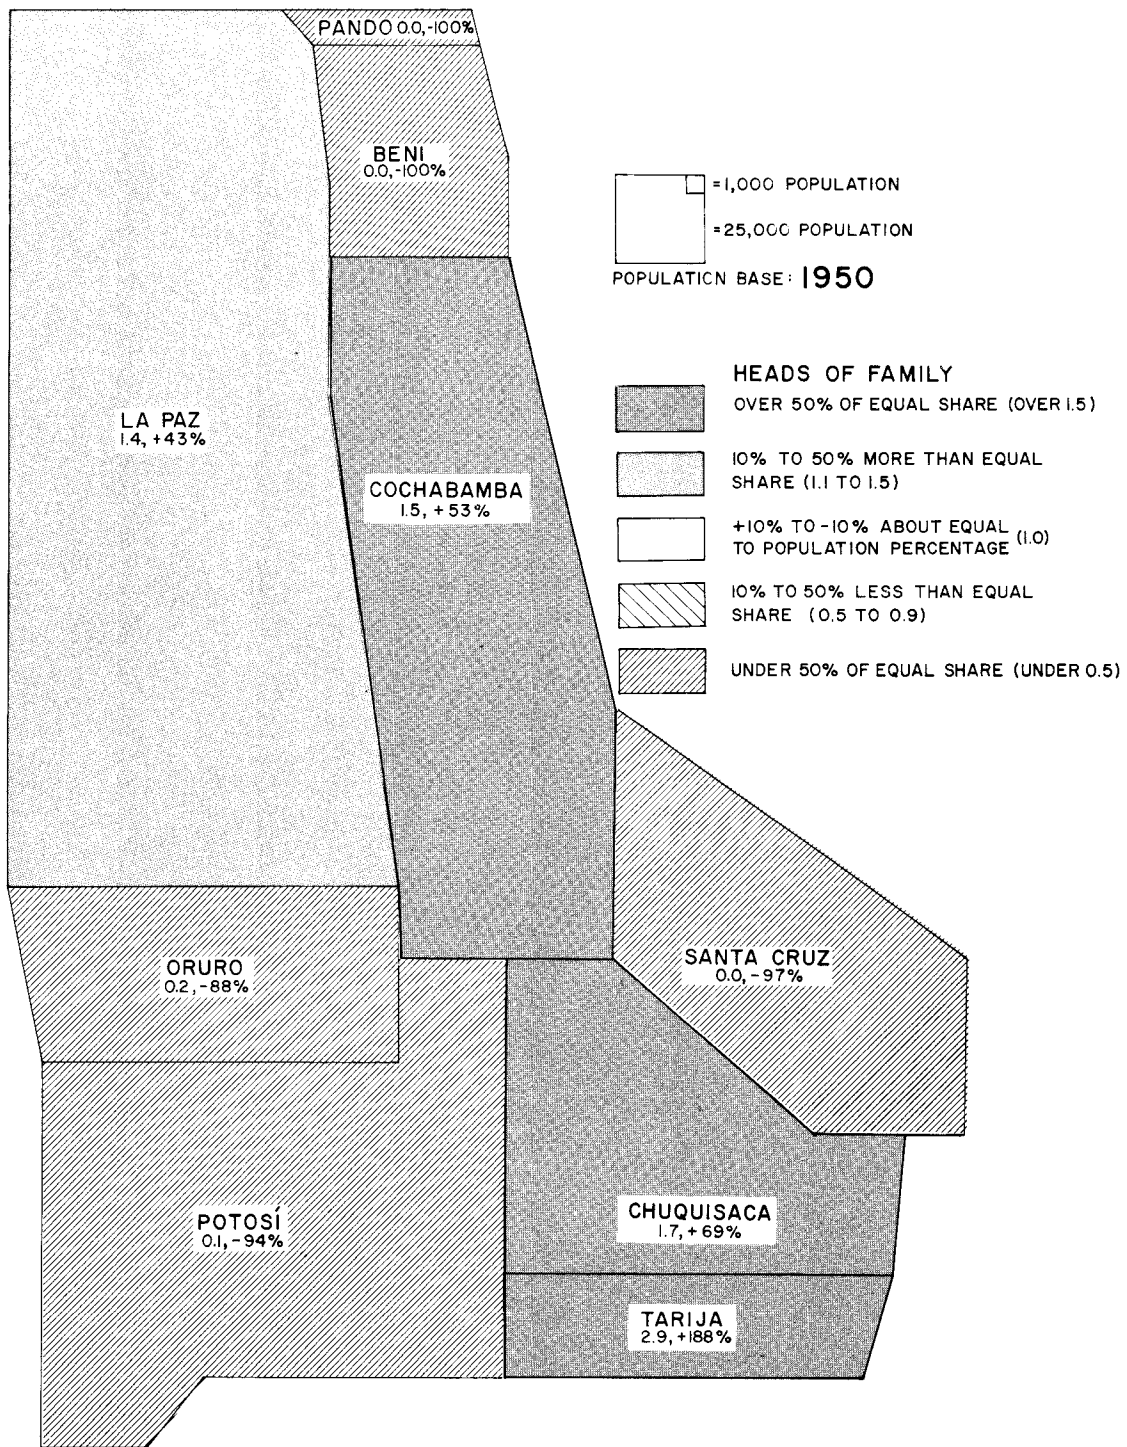 PANDO 0.0,-100%
BENI
0.0,-100%
=1,000 POPULATION
=25,000 POPULATION
POPULATION BASE: 1950
HEADS OF FAMILY
OVER 50% OF EQUAL SHARE (OVER 1.5)
10% TO 50% MORE THAN EQUAL
SHARE (1.1 TO 1.5)
+10% TO -10% ABOUT EQUAL (1.0)
TO POPULATION PERCENTAGE
10% TO 50% LESS THAN EQUAL
SHARE (0.5 TO 0.9)
UNDER 50% OF EQUAL SHARE (UNDER 0.5)
LA PAZ
1.4, +43%
COCHABAMBA
1.5, +53%
ORURO
0.2, -88%
SANTA CRUZ
0.0, -97%
POTOSÍ
0.1, -94%
CHUQUISACA
1.7, +69%
TARIJA
2.9, +188%